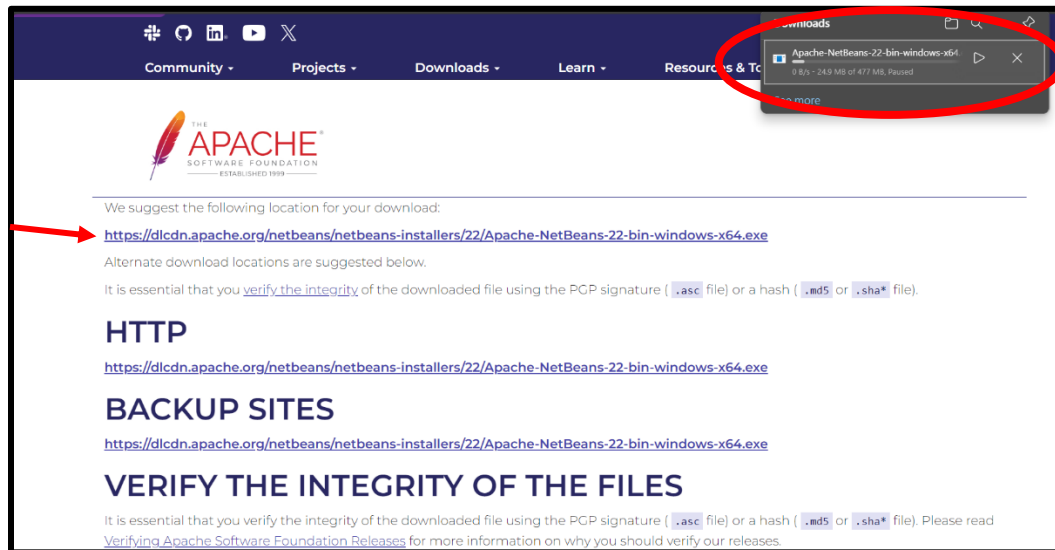 Downloads
Community
Projects
Downloads
Learn
Resources & To
Apache-NetBeans-22-bin-windows-x64.
0 B/s - 24.9 MB of 477 MB, Paused
See more
THE
APACHE®
SOFTWARE FOUNDATION
ESTABLISHED 1999
We suggest the following location for your download:
https://dlcdn.apache.org/netbeans/netbeans-installers/22/Apache-NetBeans-22-bin-windows-x64.exe
Alternate download locations are suggested below.
It is essential that you verify the integrity of the downloaded file using the PGP signature ( .asc file) or a hash ( .md5 or .sha* file).
HTTP
https://dlcdn.apache.org/netbeans/netbeans-installers/22/Apache-NetBeans-22-bin-windows-x64.exe
BACKUP SITES
https://dlcdn.apache.org/netbeans/netbeans-installers/22/Apache-NetBeans-22-bin-windows-x64.exe
VERIFY THE INTEGRITY OF THE FILES
It is essential that you verify the integrity of the downloaded file using the PGP signature ( .asc file) or a hash ( .md5 or .sha* file). Please read
Verifying Apache Software Foundation Releases for more information on why you should verify our releases.